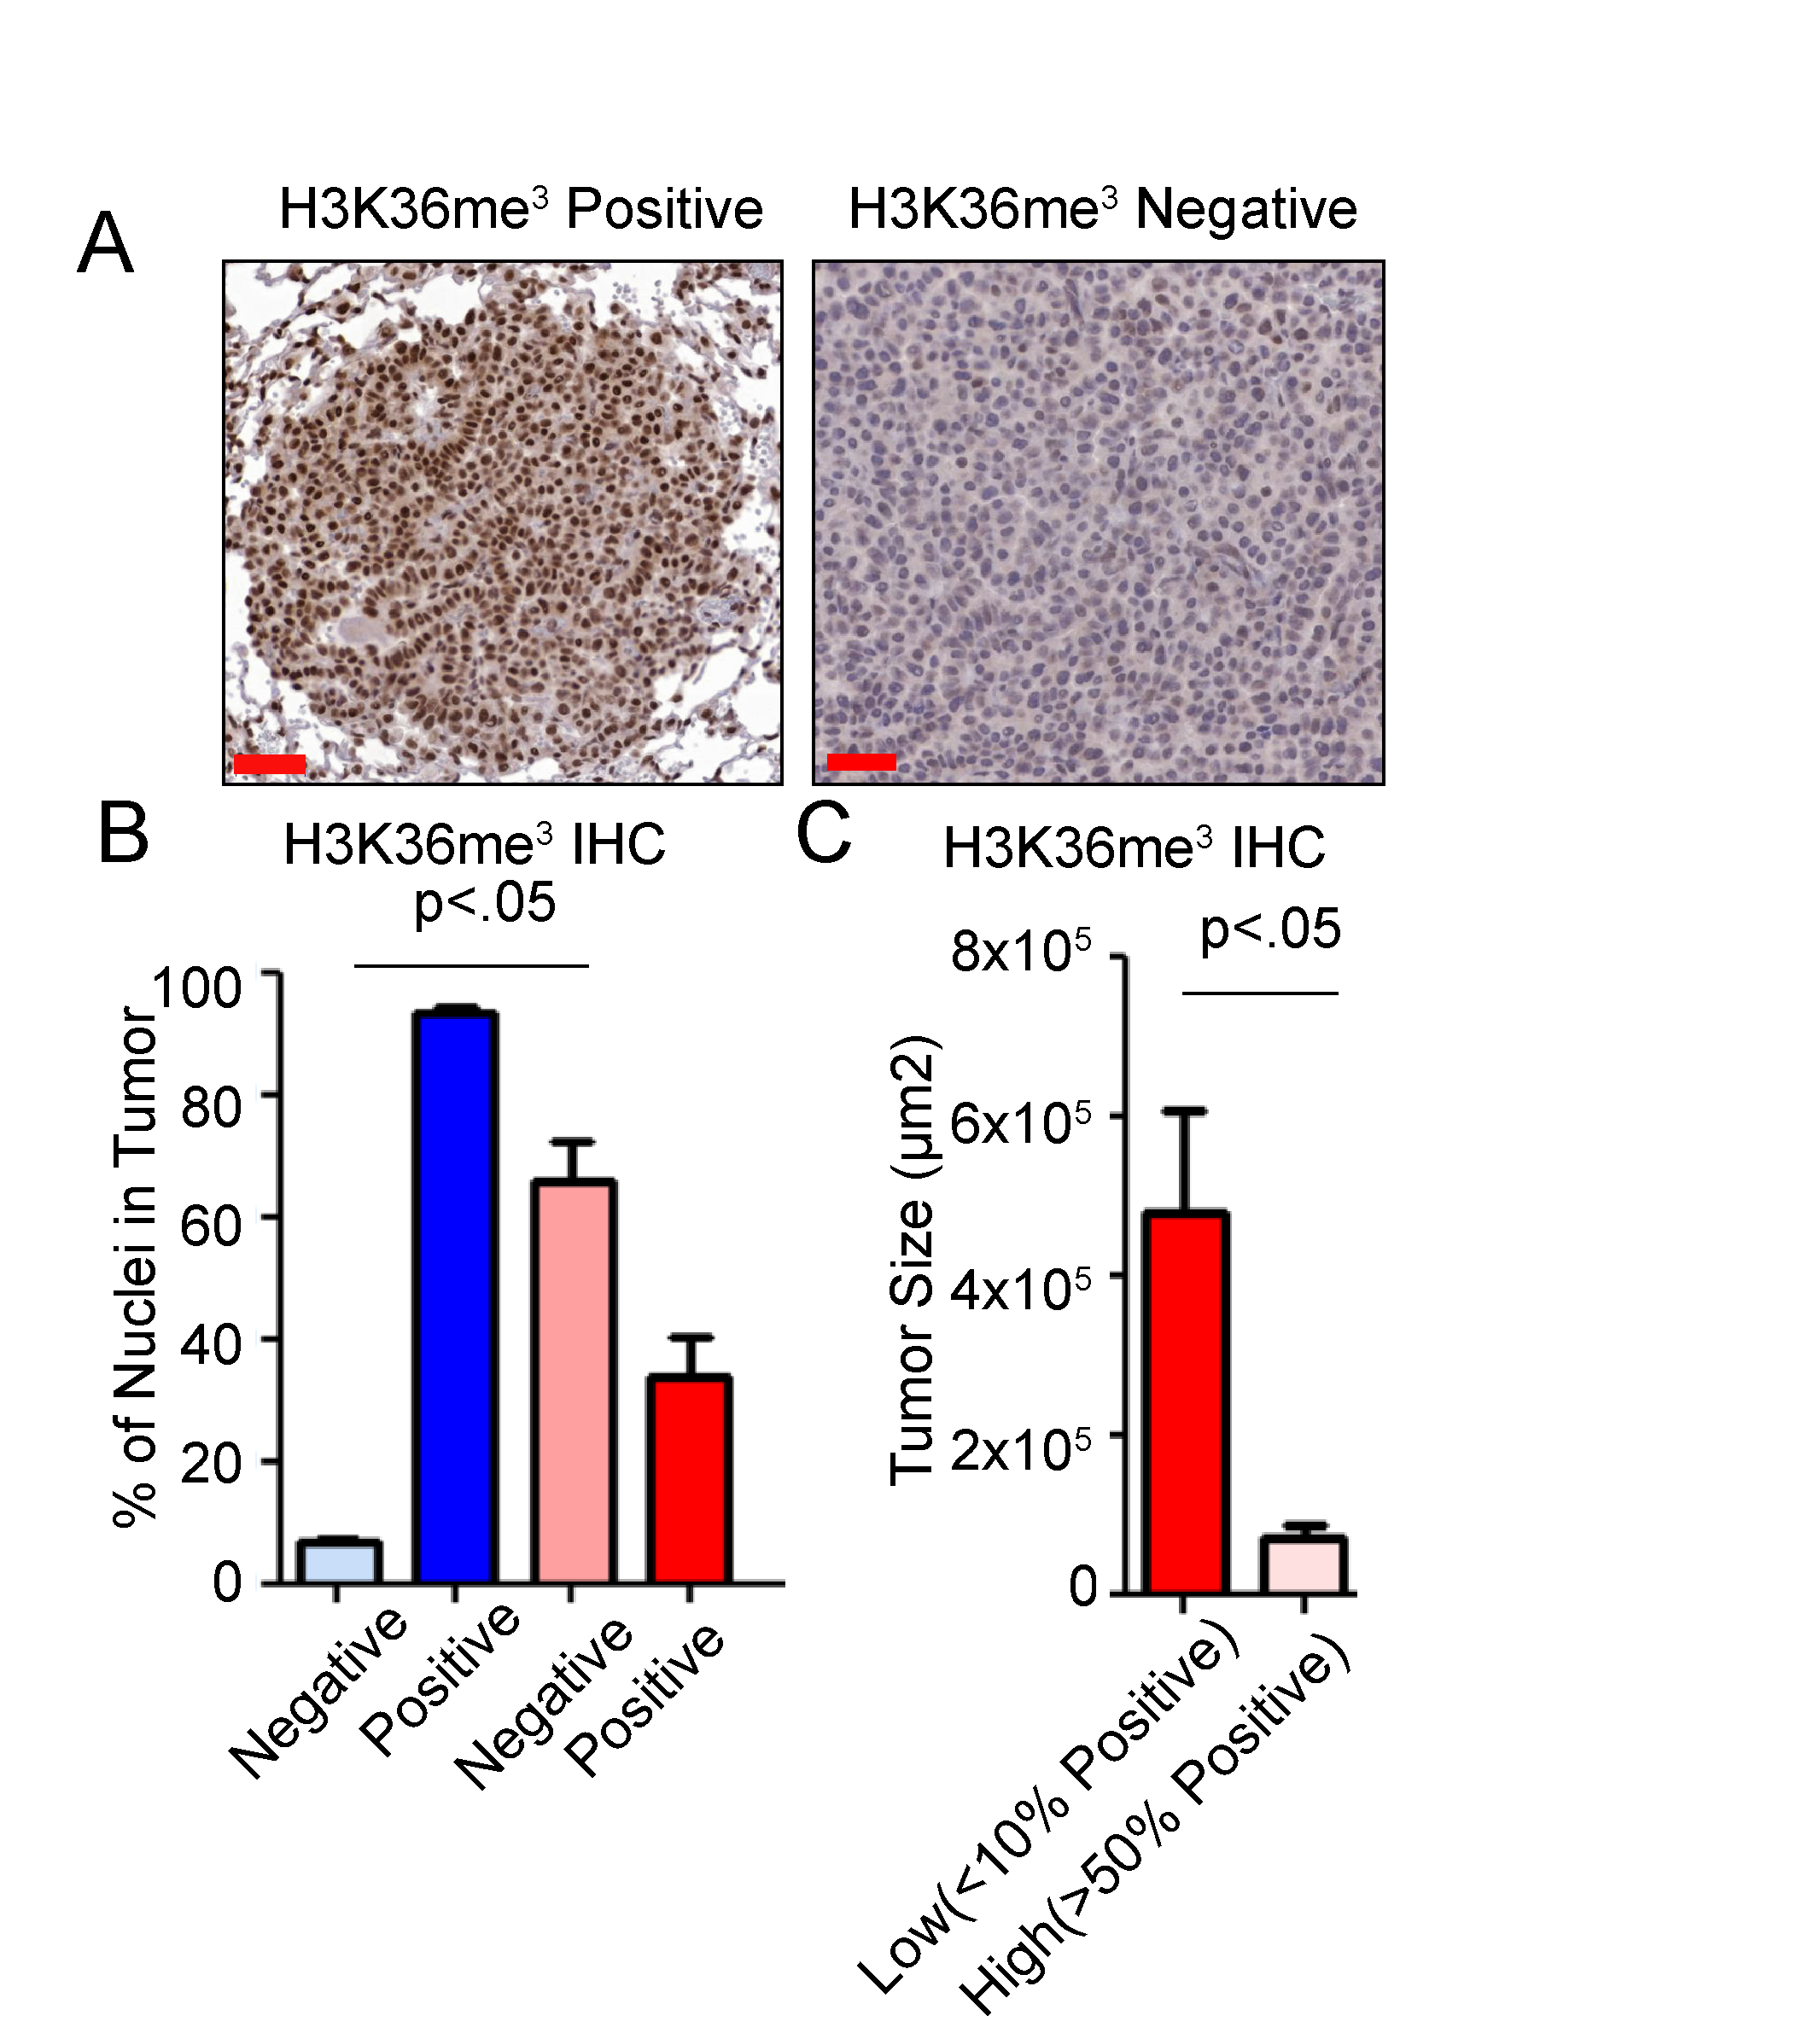 A
H3K36me³ Positive
H3K36me³ Negative
B
H3K36me³ IHC
p<.05
% of Nuclei in Tumor
100
80
60
40
20
0
Negative
Positive
Negative
Positive
C
H3K36me³ IHC
p<.05
Tumor Size (µm2)
8x10⁵
6x10⁵
4x10⁵
2x10⁵
0
Low(<10% Positive)
High(>50% Positive)